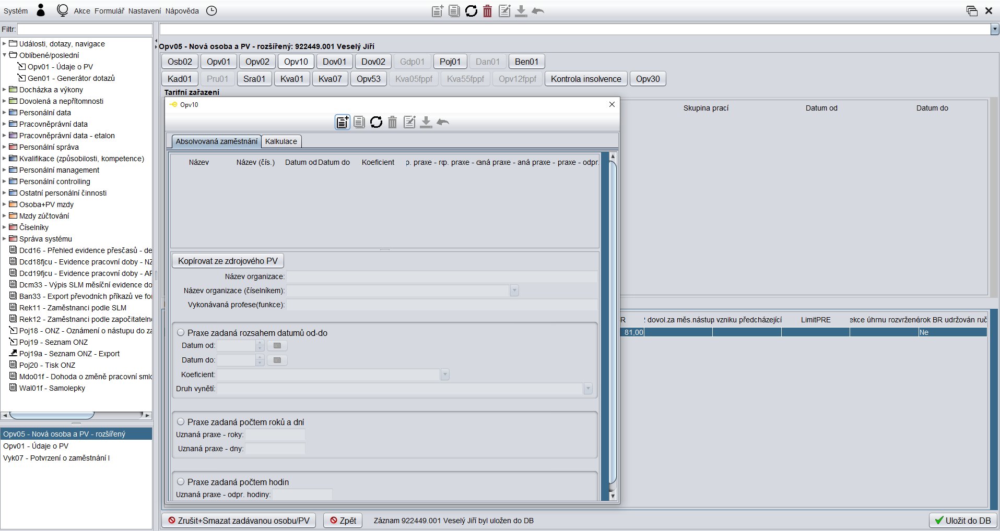 Systém Akce Formulář Nastavení Nápověda
Filtr:
Události, dotazy, navigace
Oblíbené/poslední
Opv01 - Údaje o PV
Gen01 - Generátor dotazů
Docházka a výkony
Dovolená a nepřítomnosti
Personální data
Pracovněprávní data
Pracovněprávní data - etalon
Personální správa
Kvalifikace (způsobilosti, kompetence)
Personální management
Personální controlling
Ostatní personální činnosti
Osoba+PV mzdy
Mzdy zúčtování
Číselníky
Správa systému
Dcd16 - Přehled evidence přesčasů - de
Dcd18fjcu - Evidence pracovní doby - NZ
Dcd19fjcu - Evidence pracovní doby - AF
Dcm33 - Výpis SLM měsíční evidence do
Ban33 - Export převodních příkazů ve for
Rek11 - Zaměstnanci podle SLM
Rek12 - Zaměstnanci podle započitatelné
Poj18 - ONZ - Oznámení o nástupu do za
Poj19 - Seznam ONZ
Poj19a - Seznam ONZ - Export
Poj20 - Tisk ONZ
Mdo01f - Dohoda o změně pracovní smlo
Wal01f - Samolepky
Opv05 - Nová osoba a PV - rozšířený
Opv01 - Údaje o PV
Vyk07 - Potvrzení o zaměstnání I
Opv05 - Nová osoba a PV - rozšířený: 922449.001 Veselý Jiří
Osb02 Opv01 Opv02 Opv10 Dov01 Dov02 Gdp01 Poj01 Dan01 Ben01
Kad01 Pru01 Sra01 Kva01 Kva07 Opv53 Kva05fppf Kva55fppf Opv12fppf Kontrola insolvence Opv30
Tarifní zařazení
Skupina prací Datum od Datum do
Opv10
Absolvovaná zaměstnání Kalkulace
Název Název (čís.) Datum od Datum do Koeficient p. praxe - rop. praxe - daná praxe - aná praxe - praxe - odpr.
Kopírovat ze zdrojového PV
Název organizace:
Název organizace (číselníkem):
Vykonávaná profese(funkce):
Praxe zadaná rozsahem datumů od-do
Datum od:
Datum do:
Koeficient:
Druh vynětí:
Praxe zadaná počtem roků a dní
Uznaná praxe - roky:
Uznaná praxe - dny:
Praxe zadaná počtem hodin
Uznaná praxe - odpr. hodiny:
R dovol.za měs.nástup vzniku předcházející LimitPRE ekce úhrnu rozvrženérok BR udržován ruč
81,00 Ne
Zrušit+Smazat zadávanou osobu/PV Zpět Záznam 922449.001 Veselý Jiří byl uložen do DB Uložit do DB